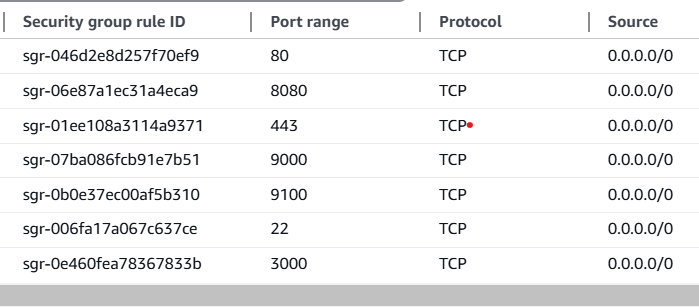 Security group rule ID Port range Protocol Source
sgr-046d2e8d257f70ef9 80 TCP 0.0.0.0/0
sgr-06e87a1ec31a4eca9 8080 TCP 0.0.0.0/0
sgr-01ee108a3114a9371 443 TCP 0.0.0.0/0
sgr-07ba086fcb91e7b51 9000 TCP 0.0.0.0/0
sgr-0b0e37ec00af5b310 9100 TCP 0.0.0.0/0
sgr-006fa17a067c637ce 22 TCP 0.0.0.0/0
sgr-0e460fea78367833b 3000 TCP 0.0.0.0/0